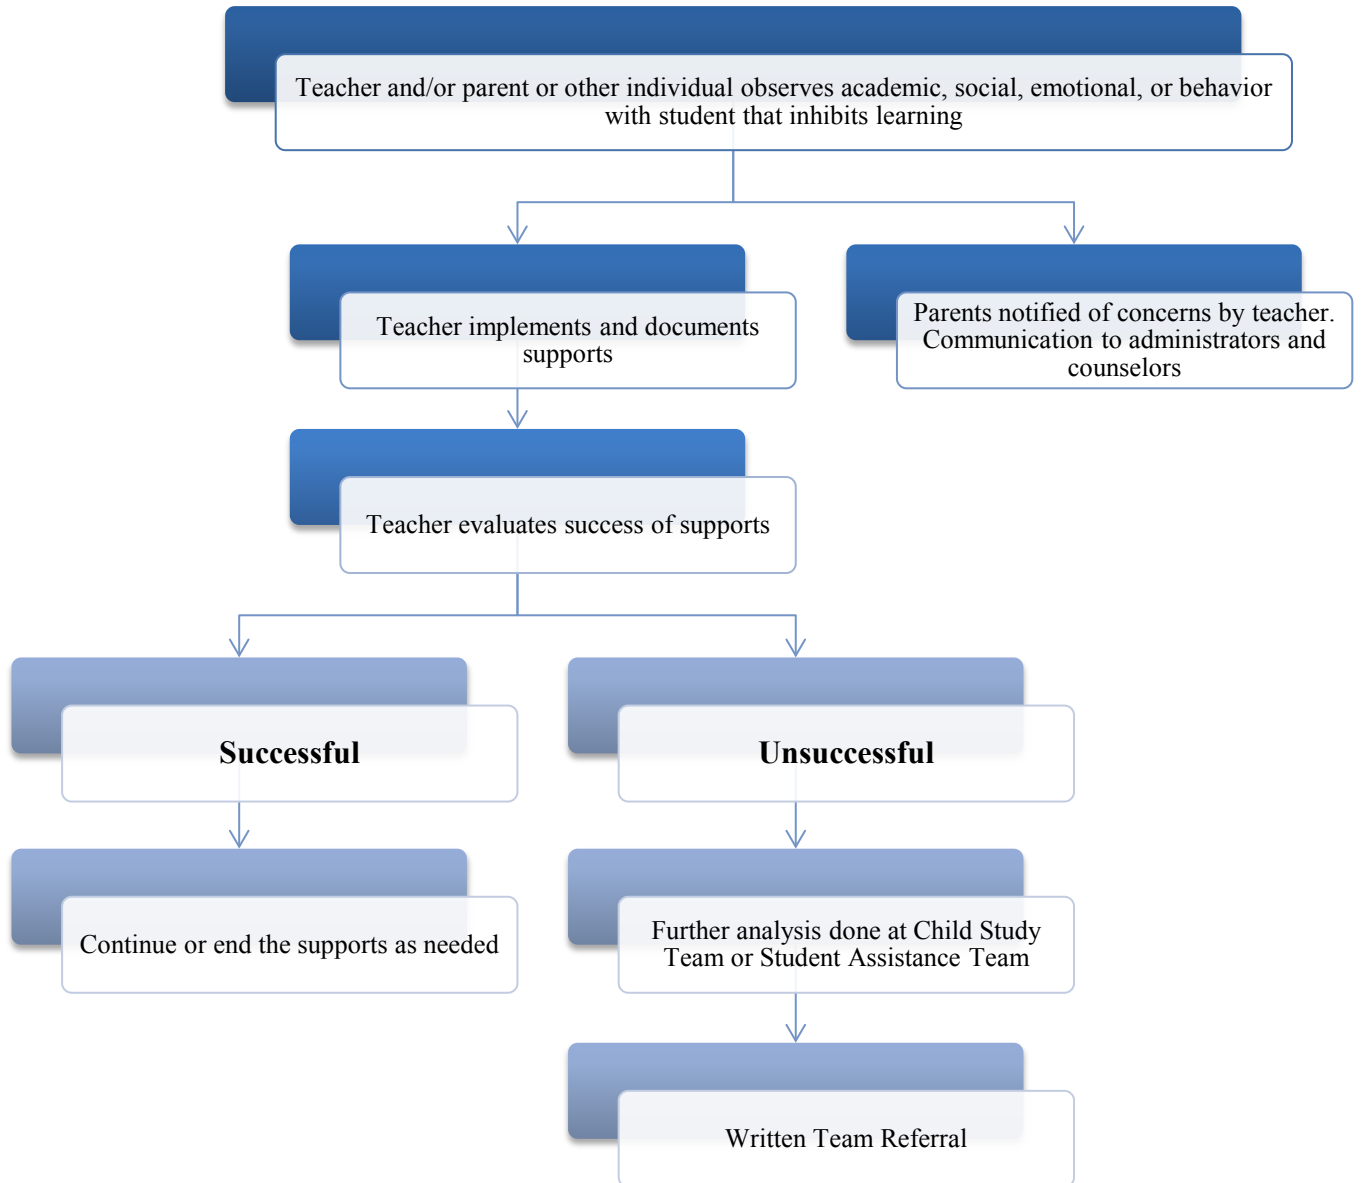 Teacher and/or parent or other individual observes academic, social, emotional, or behavior
with student that inhibits learning
Teacher implements and documents
supports
Parents notified of concerns by teacher.
Communication to administrators and
counselors
Teacher evaluates success of supports
Successful
Unsuccessful
Continue or end the supports as needed
Further analysis done at Child Study
Team or Student Assistance Team
Written Team Referral